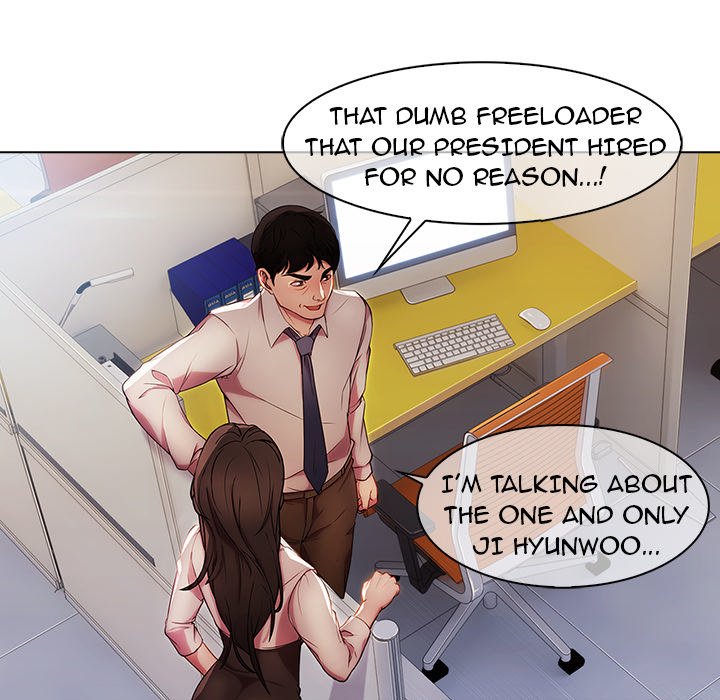 THAT DUMB FREELOADER
THAT OUR PRESIDENT HIRED
FOR NO REASON...!
I'M TALKING ABOUT
THE ONE AND ONLY
JI HYUNWOO...